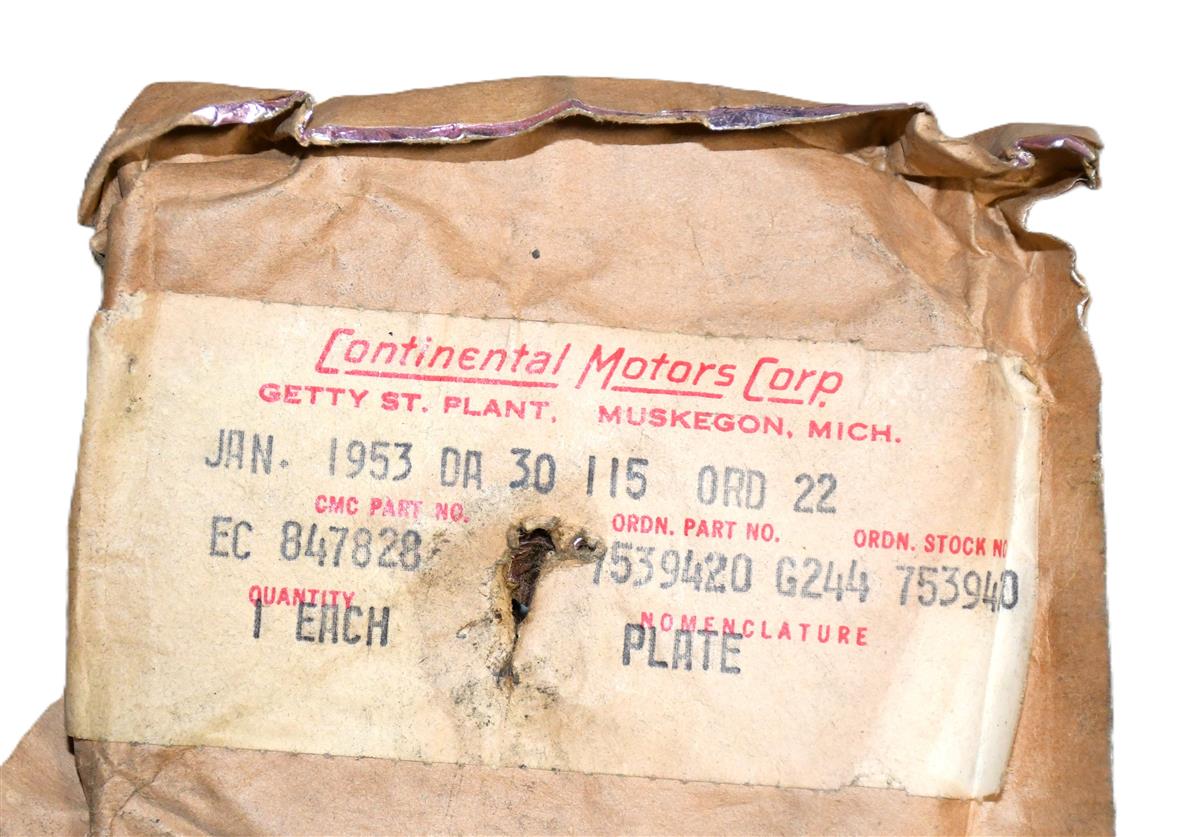 Continental Motors Corp.
GETTY ST. PLANT, MUSKEGON, MICH.
JAN. 1953 DA 30 115 ORD 22
CMC PART NO. ORDN. PART NO. ORDN. STOCK NO
EC 847828 7539420 G244 753940
QUANTITY NOMENCLATURE
1 EACH PLATE